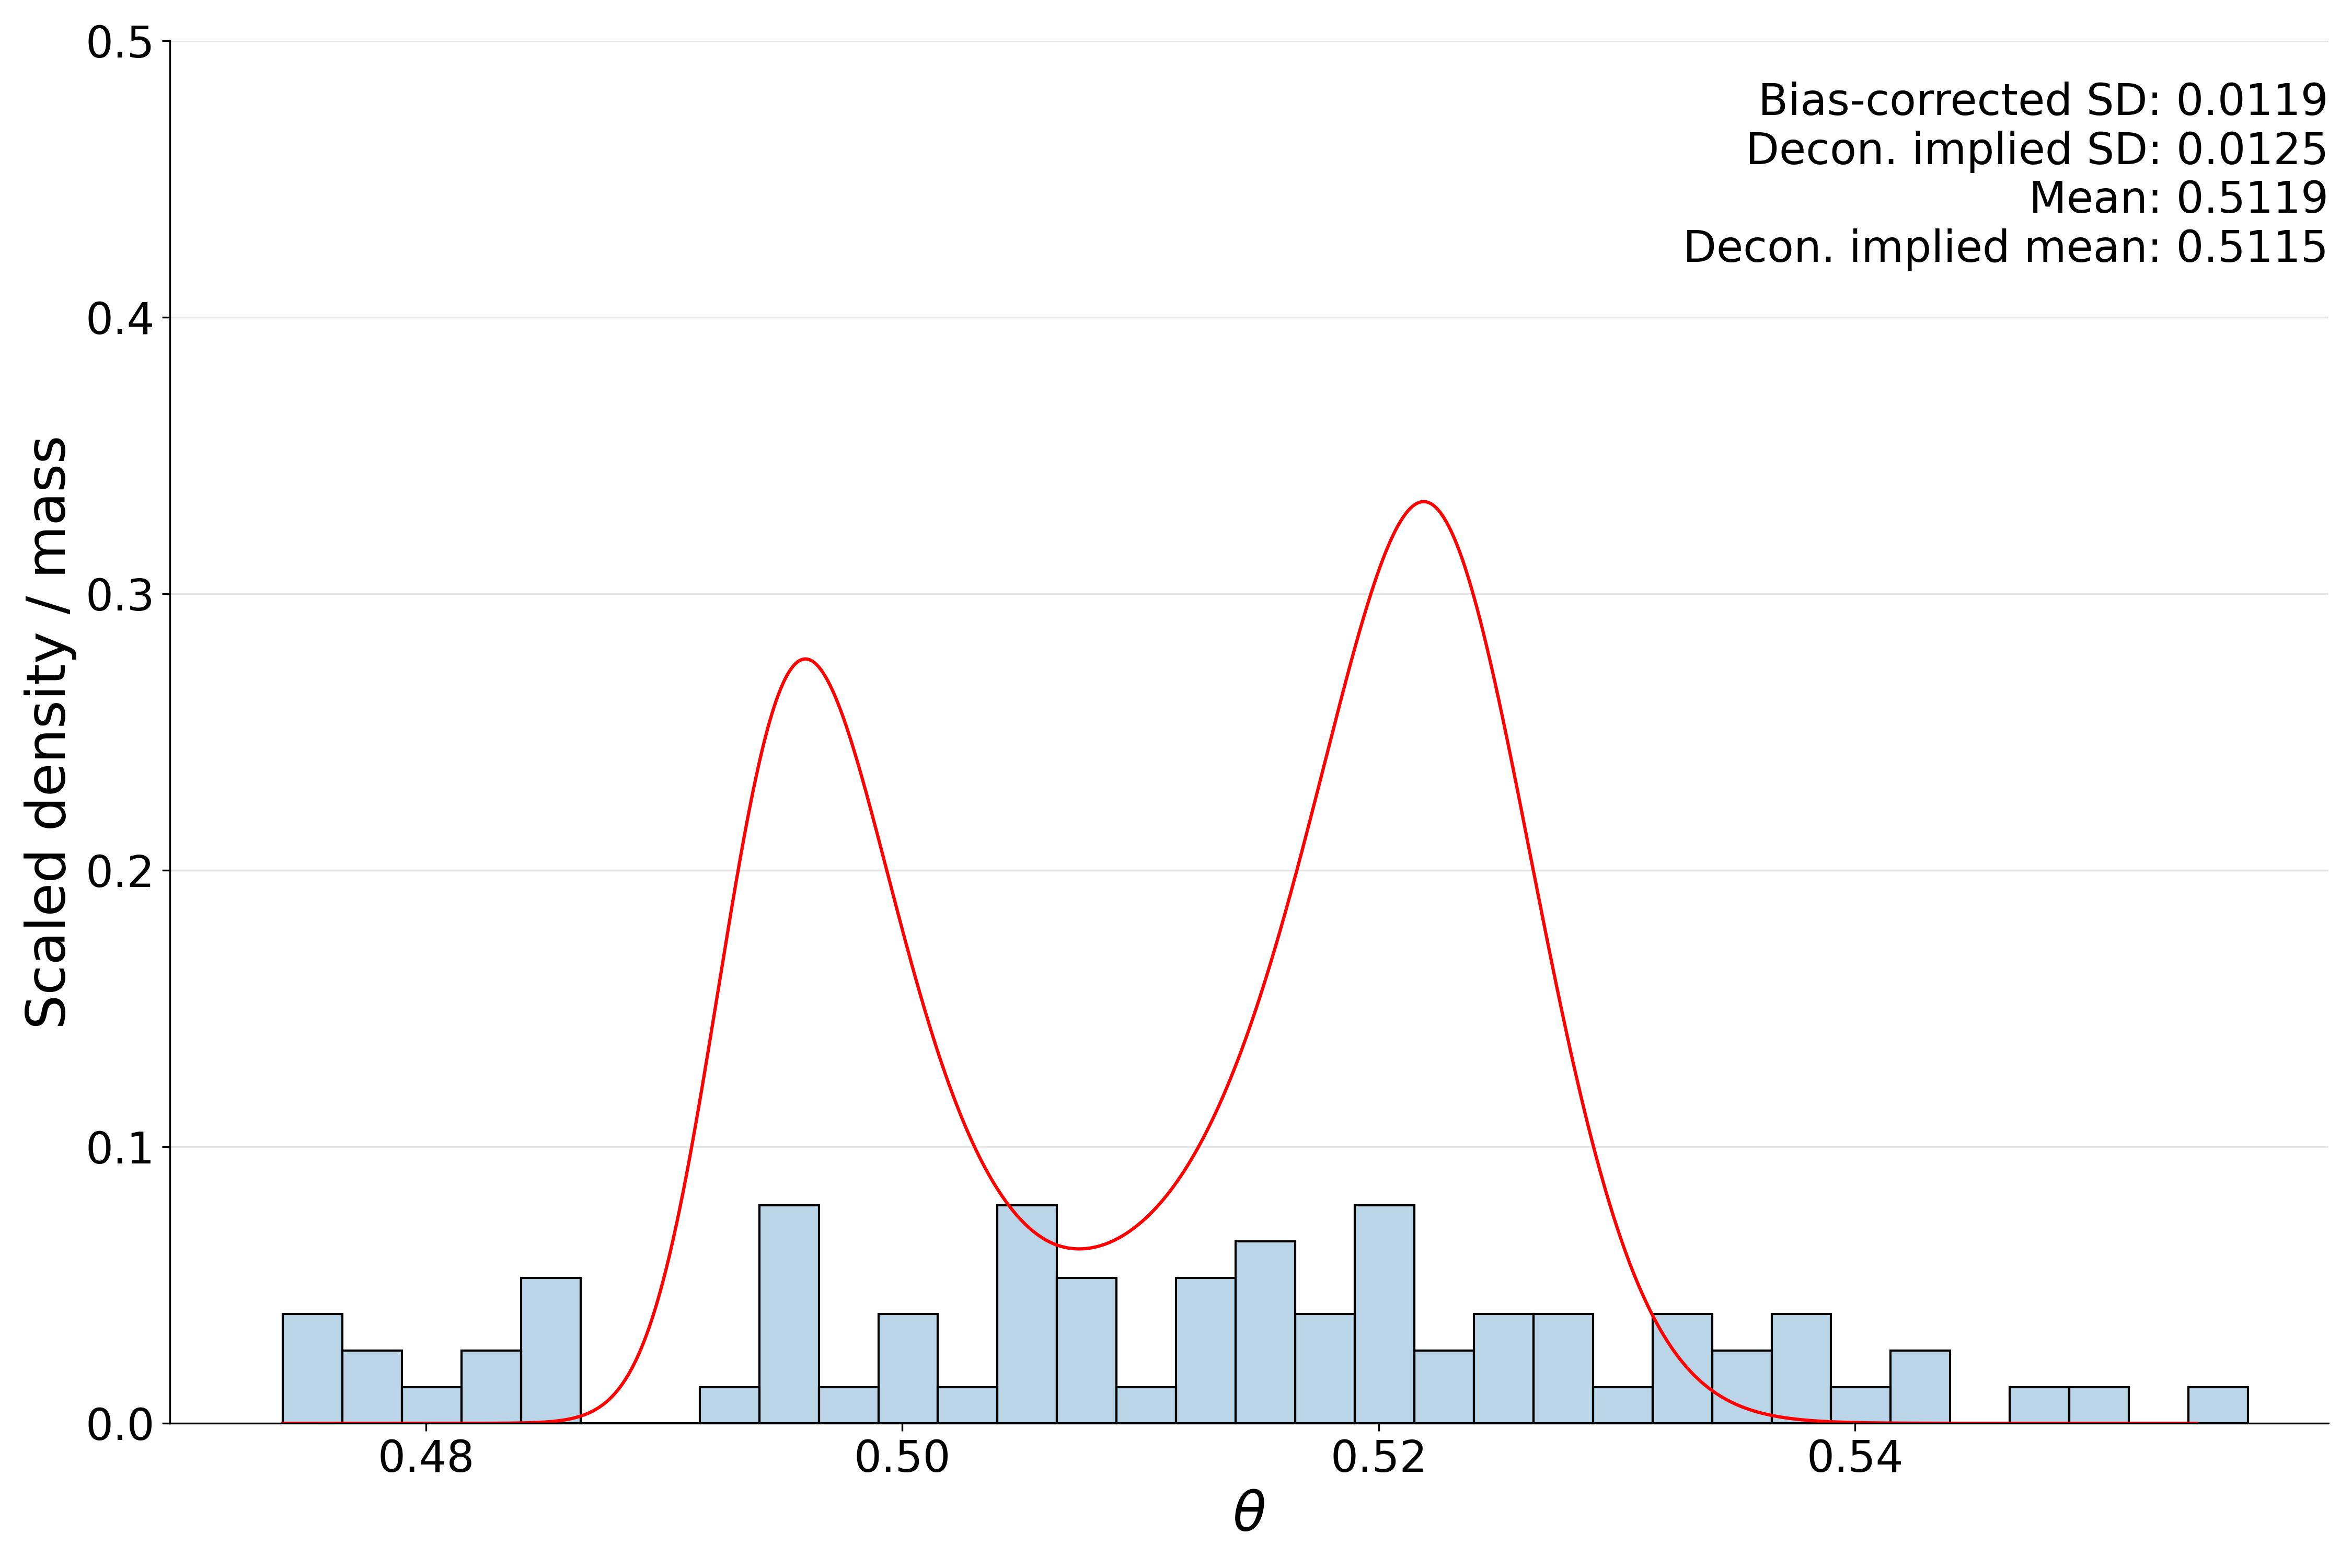 0.5
Bias-corrected SD: 0.0119
Decon. implied SD: 0.0125
Mean: 0.5119
Decon. implied mean: 0.5115
0.4
Scaled density / mass
0.3
0.2
0.1
0.0
0.48 0.50 0.52 0.54
θ